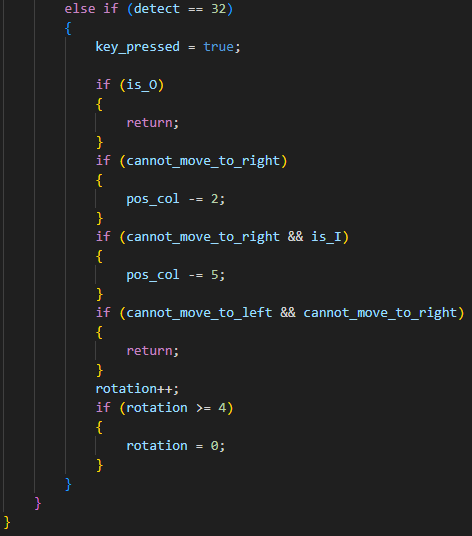 else if (detect == 32)
{
key_pressed = true;
if (is_O)
{
return;
}
if (cannot_move_to_right)
{
pos_col -= 2;
}
if (cannot_move_to_right && is_I)
{
pos_col -= 5;
}
if (cannot_move_to_left && cannot_move_to_right)
{
return;
}
rotation++;
if (rotation >= 4)
{
rotation = 0;
}
}
}
}